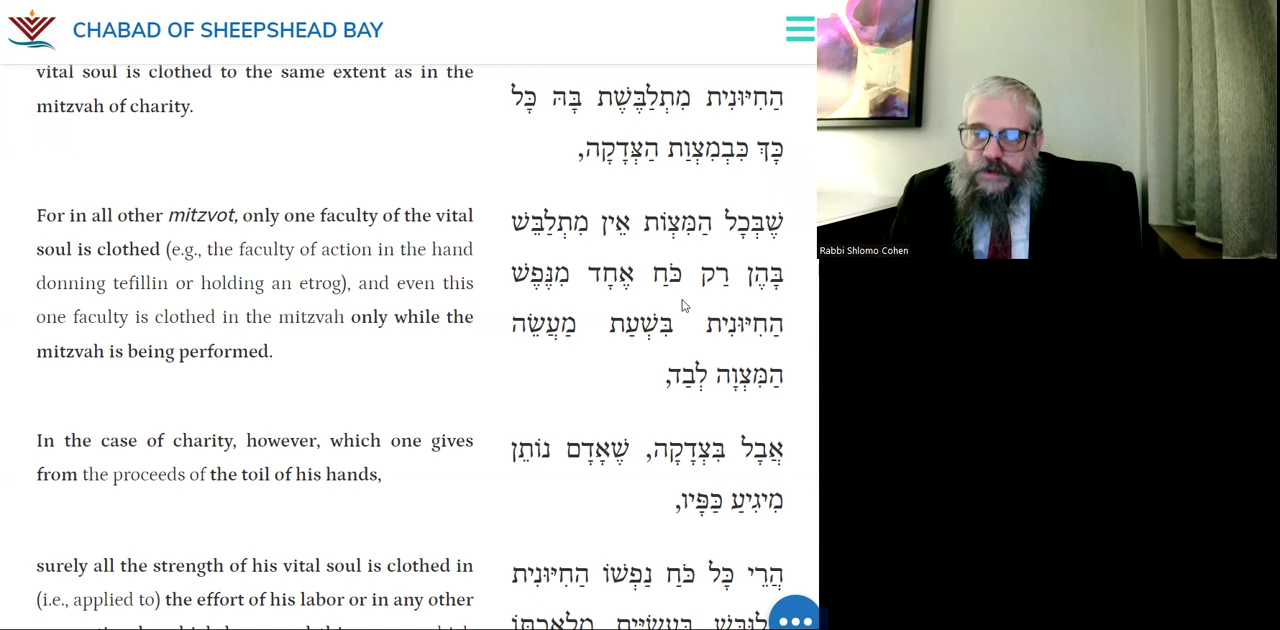 CHABAD OF SHEEPSHEAD BAY
vital soul is clothed to the same extent as in the
mitzvah of charity.
הַחִיּוּנִית מִתְלַבֶּשֶׁת בָּהּ כָּל
כָּךְ כִּבְמִצְוַת הַצְּדָקָה,
For in all other mitzvot, only one faculty of the vital
soul is clothed (e.g., the faculty of action in the hand
donning tefillin or holding an etrog), and even this
one faculty is clothed in the mitzvah only while the
mitzvah is being performed.
שֶׁבְּכָל הַמִּצְוֹת אֵין מִתְלַבֵּשׁ
בָּהֶן רַק כֹּחַ אֶחָד מִנֶּפֶשׁ
הַחִיּוּנִית בִּשְׁעַת מַעֲשֵׂה
הַמִּצְוָה לְבַד,
In the case of charity, however, which one gives
from the proceeds of the toil of his hands,
אֲבָל בִּצְדָקָה, שֶׁאָדָם נוֹתֵן
מִיגִיעַ כַּפָּיו,
surely all the strength of his vital soul is clothed in
(i.e., applied to) the effort of his labor or in any other
הֲרֵי כָּל כֹּחַ נַפְשׁוֹ הַחִיּוּנִית
Rabbi Shlomo Cohen